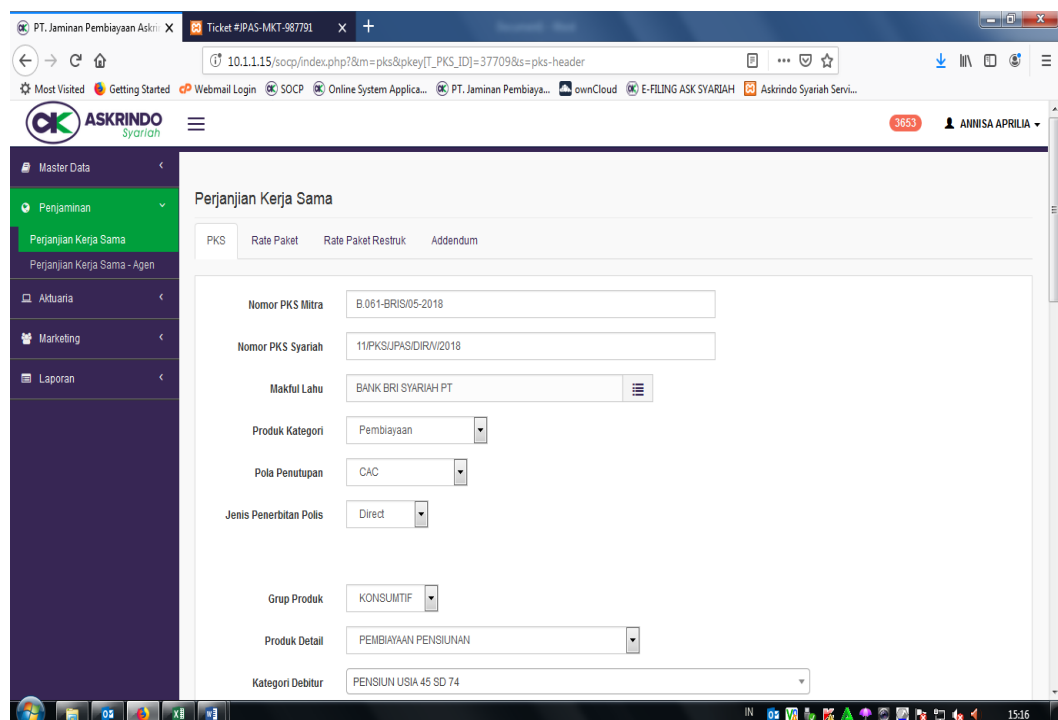 PT. Jaminan Pembiayaan Askri
Ticket #JPAS-MKT-987791
10.1.1.15/socp/index.php?&m=pks&pkey[T_PKS_ID]=37709&s=pks-header
Most Visited Getting Started Webmail Login SOCP Online System Applica... PT. Jaminan Pembiaya... ownCloud E-FILING ASK SYARIAH Askrindo Syariah Servi...
ASKRINDO
Syariah
3653 ANNISA APRILIA
Master Data
Penjaminan
Perjanjian Kerja Sama
Perjanjian Kerja Sama - Agen
Aktuaria
Marketing
Laporan
Perjanjian Kerja Sama
PKS Rate Paket Rate Paket Restruk Addendum
Nomor PKS Mitra B.061-BRIS/05-2018
Nomor PKS Syariah 11/PKS/JPAS/DIR/V/2018
Makful Lahu BANK BRI SYARIAH PT
Produk Kategori Pembiayaan
Pola Penutupan CAC
Jenis Penerbitan Polis Direct
Grup Produk KONSUMTIF
Produk Detail PEMBIAYAAN PENSIUNAN
Kategori Debitur PENSIUN USIA 45 SD 74
IN 15:16